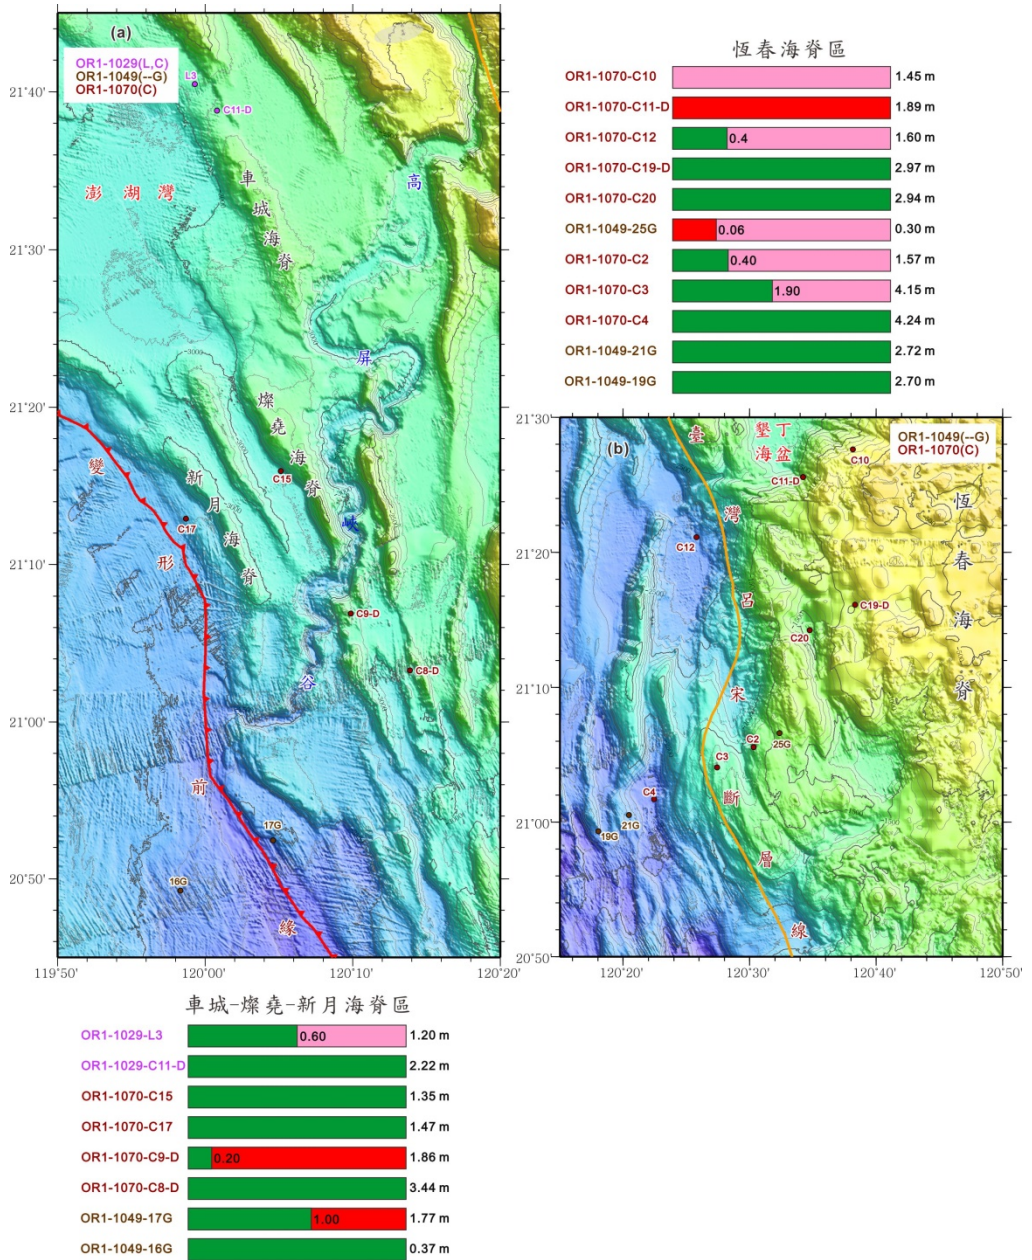 (a)
OR1-1029(L,C)
OR1-1049(--G)
OR1-1070(C)
L3
C11-D
澎湖灣
車城海脊
高屏峽谷
燦堯海脊
新月海脊
變形前緣
-3000
-3000
C15
C17
C9-D
C8-D
17G
16G
21°40'
21°30'
21°20'
21°10'
21°00'
20°50'
119°50'
120°00'
120°10'
120°20'
恆春海脊區
OR1-1070-C10 1.45 m
OR1-1070-C11-D 1.89 m
OR1-1070-C12 0.4 1.60 m
OR1-1070-C19-D 2.97 m
OR1-1070-C20 2.94 m
OR1-1049-25G 0.06 0.30 m
OR1-1070-C2 0.40 1.57 m
OR1-1070-C3 1.90 4.15 m
OR1-1070-C4 4.24 m
OR1-1049-21G 2.72 m
OR1-1049-19G 2.70 m
(b)
OR1-1049(--G)
OR1-1070(C)
墾丁
海盆
臺灣呂宋斷層線
恆春海脊
C10
C11-D
C12
C19-D
C20
C2
25G
C3
C4
21G
19G
21°30'
21°20'
21°10'
21°00'
20°50'
120°20'
120°30'
120°40'
120°50'
車城-燦堯-新月海脊區
OR1-1029-L3 0.60 1.20 m
OR1-1029-C11-D 2.22 m
OR1-1070-C15 1.35 m
OR1-1070-C17 1.47 m
OR1-1070-C9-D 0.20 1.86 m
OR1-1070-C8-D 3.44 m
OR1-1049-17G 1.00 1.77 m
OR1-1049-16G 0.37 m